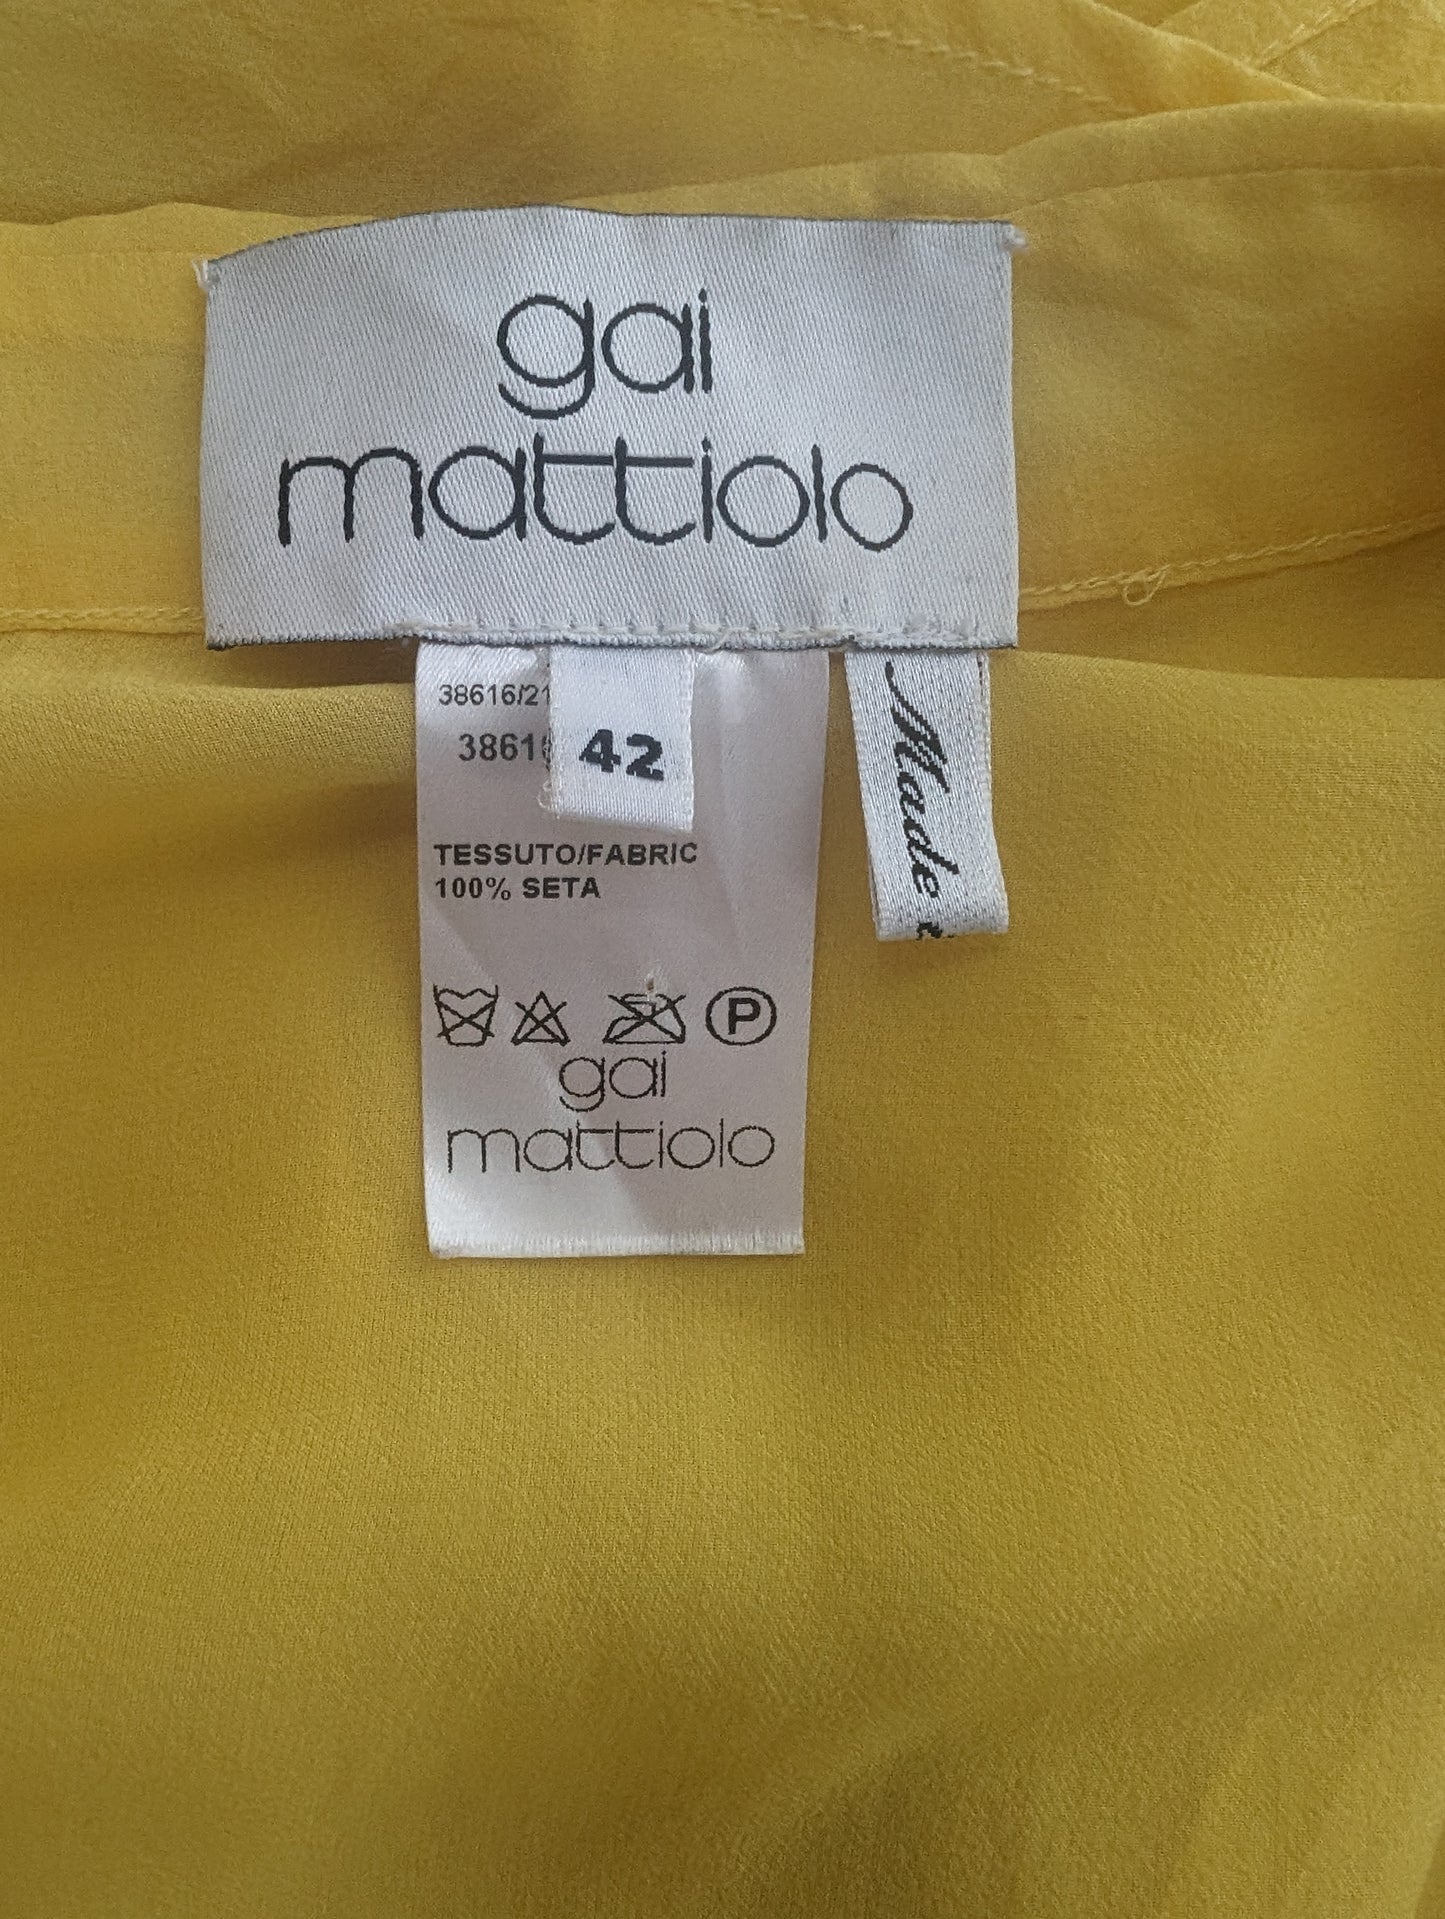 gai
mattiolo
38616/21
3861
42
Made
TESSUTO/FABRIC
100% SETA
P
gai
mattiolo